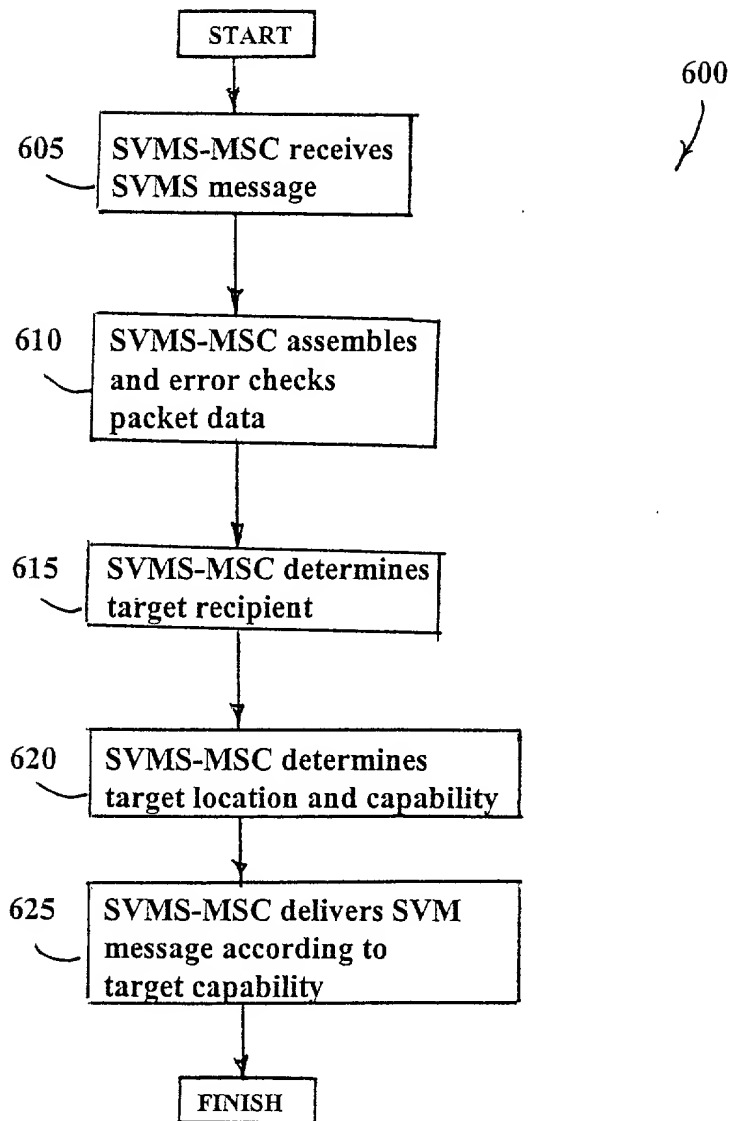 START
600
605
SVMS-MSC receives
SVMS message
610
SVMS-MSC assembles
and error checks
packet data
615
SVMS-MSC determines
target recipient
620
SVMS-MSC determines
target location and capability
625
SVMS-MSC delivers SVM
message according to
target capability
FINISH